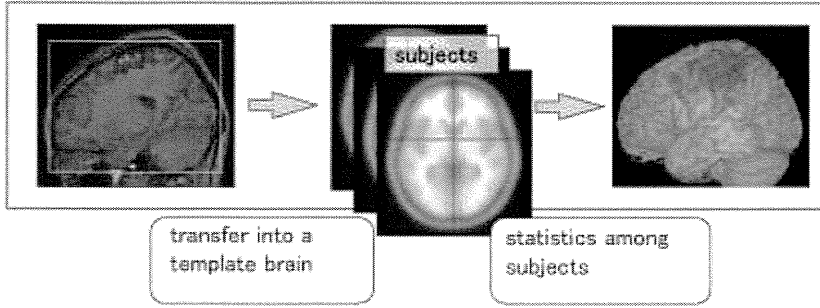 subjects
transfer into a
template brain
statistics among
subjects